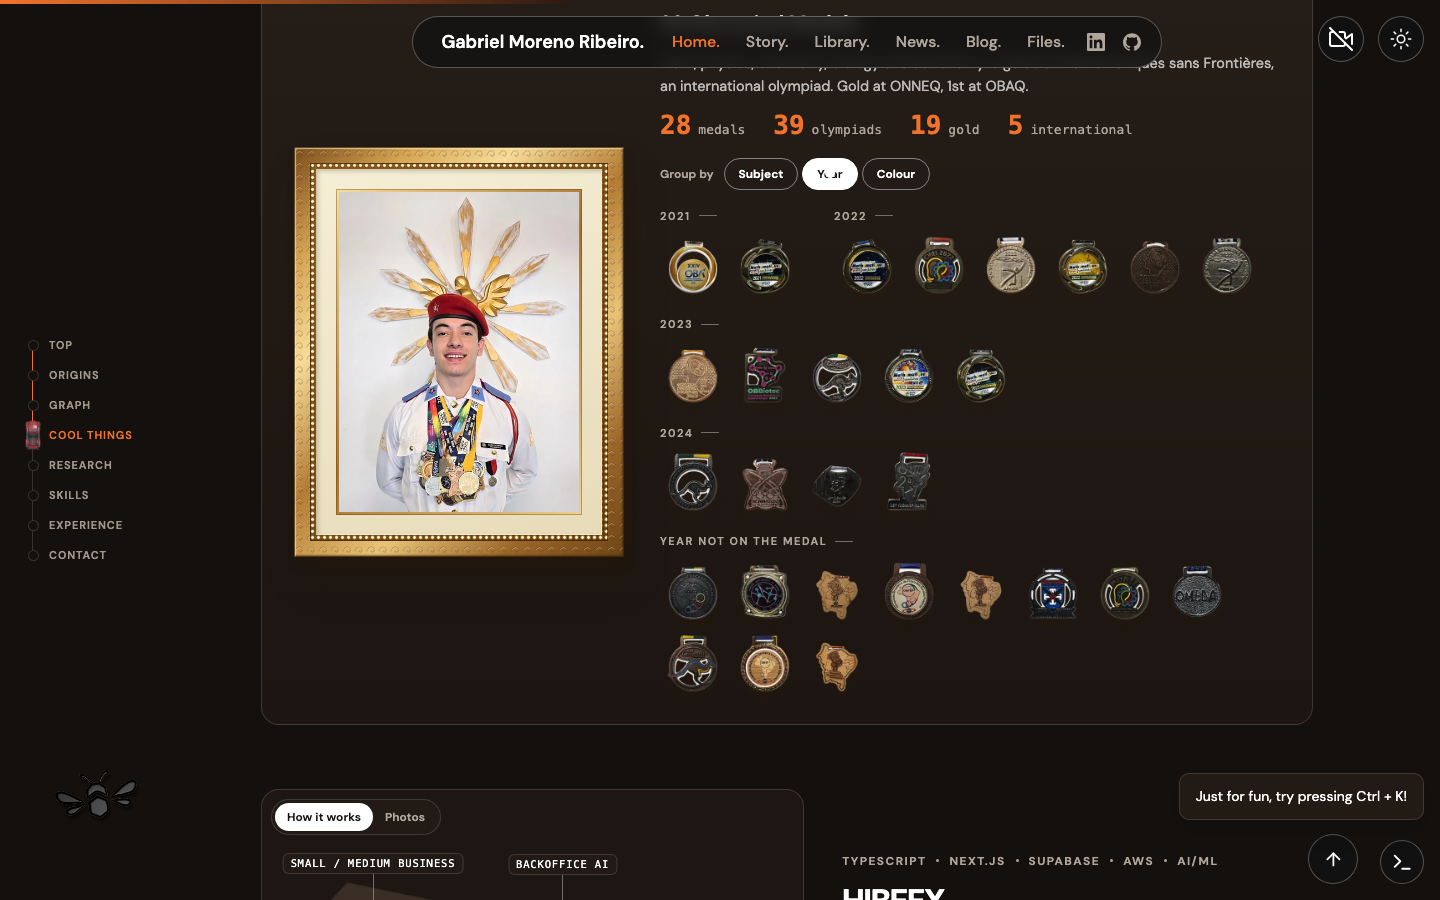 Gabriel Moreno Ribeiro.
Home.
Story.
Library.
News.
Blog.
Files.
sans Frontières,
an international olympiad. Gold at ONNEQ, 1st at OBAQ.
28 medals 39 olympiads 19 gold 5 international
Group by Subject Colour
2021 2022
2023
2024
YEAR NOT ON THE MEDAL
TOP
ORIGINS
GRAPH
COOL THINGS
RESEARCH
SKILLS
EXPERIENCE
CONTACT
How it works Photos
SMALL / MEDIUM BUSINESS
BACKOFFICE AI
Just for fun, try pressing Ctrl + K!
TYPESCRIPT • NEXT.JS • SUPABASE • AWS • AI/ML